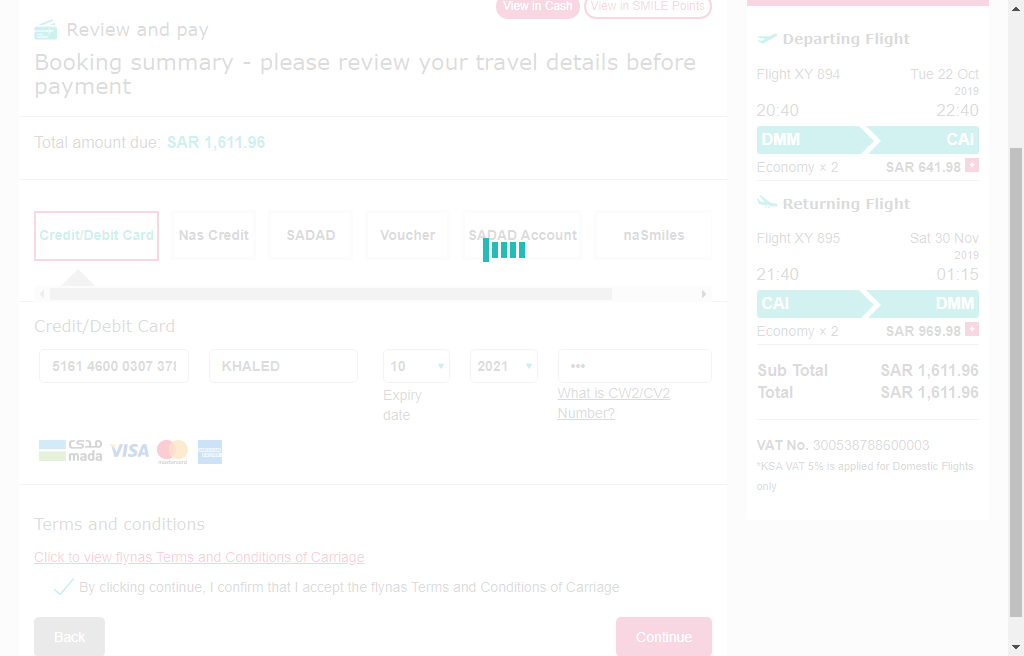 View in Cash
View in SMILE Points
Review and pay
Booking summary - please review your travel details before
payment
Total amount due: SAR 1,611.96
Credit/Debit Card
Nas Credit
SADAD
Voucher
SADAD Account
naSmiles
Credit/Debit Card
5161 4600 0307 378
KHALED
10
2021
•••
Expiry
date
What is CW2/CV2
Number?
مدى
mada
VISA
mastercard
Terms and conditions
Click to view flynas Terms and Conditions of Carriage
By clicking continue, I confirm that I accept the flynas Terms and Conditions of Carriage
Back
Continue
Departing Flight
Flight XY 894 Tue 22 Oct
2019
20:40 22:40
DMM CAI
Economy × 2 SAR 641.98 +
Returning Flight
Flight XY 895 Sat 30 Nov
2019
21:40 01:15
CAI DMM
Economy × 2 SAR 969.98 +
Sub Total SAR 1,611.96
Total SAR 1,611.96
VAT No. 300538788600003
*KSA VAT 5% is applied for Domestic Flights
only